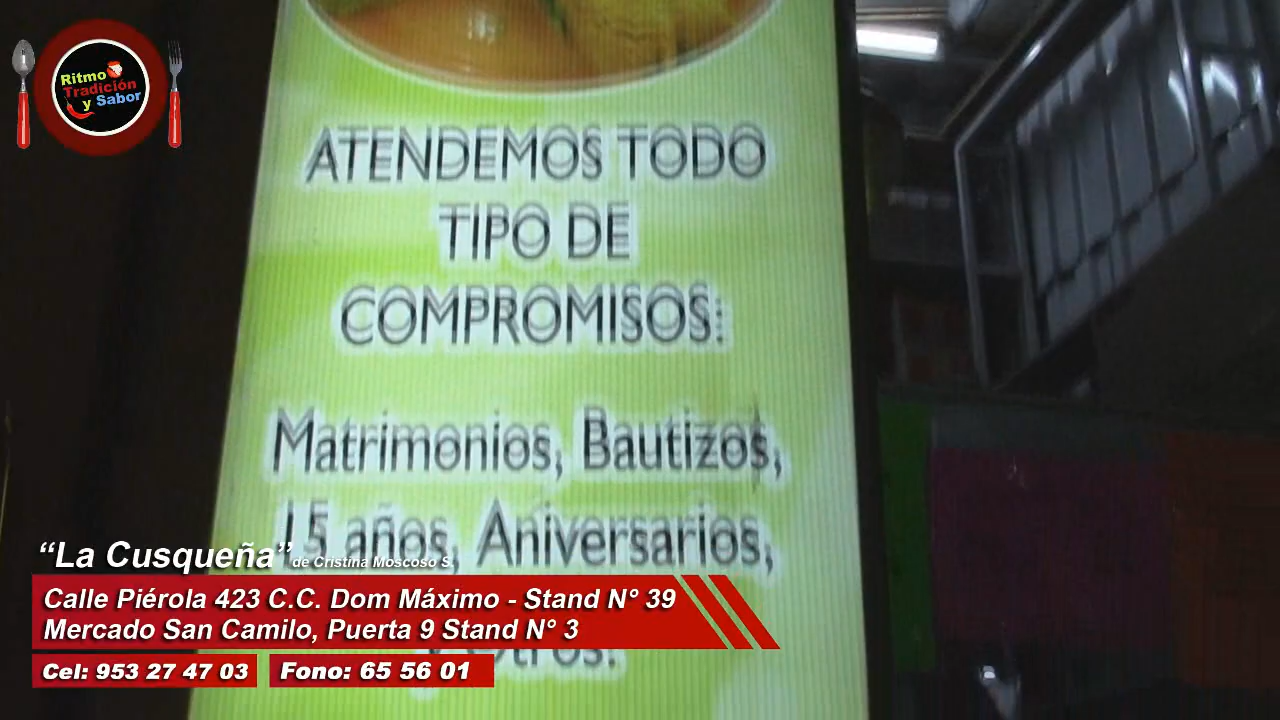 Ritmo
Tradición
y Sabor
ATENDEMOS TODO
TIPO DE
COMPROMISOS:
Matrimonios, Bautizos,
15 años, Aniversarios,
Otros.
“La Cusqueña” de Cristina Moscoso S.
Calle Piérola 423 C.C. Dom Máximo - Stand N° 39
Mercado San Camilo, Puerta 9 Stand N° 3
Cel: 953 27 47 03 Fono: 65 56 01